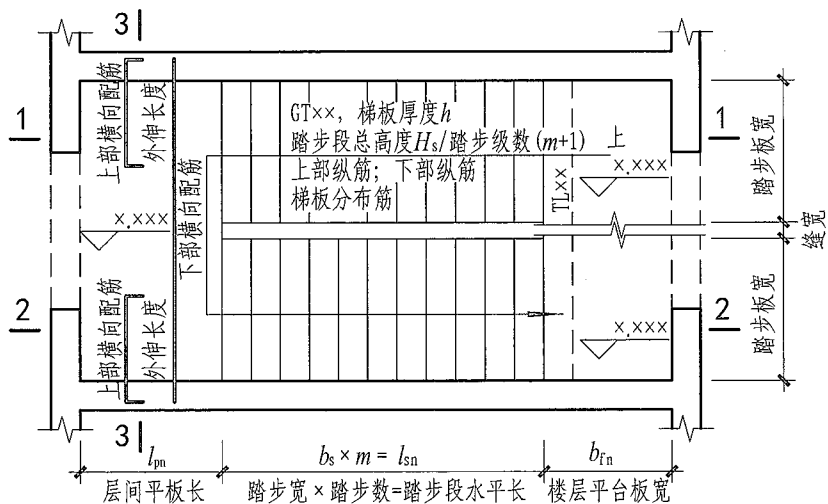 3
上部横向配筋
外伸长度
1
GT××，梯板厚度h
踏步段总高度Hs/踏步级数(m+1)
上部纵筋；下部纵筋
梯板分布筋
下部横向配筋
上
TL××
×.×××
1
踏步板宽
×.×××
缝宽
2
上部横向配筋
外伸长度
×.×××
2
踏步板宽
3
lpn
bs×m=lsn
bfn
层间平板长
踏步宽×踏步数=踏步段水平长
楼层平台板宽